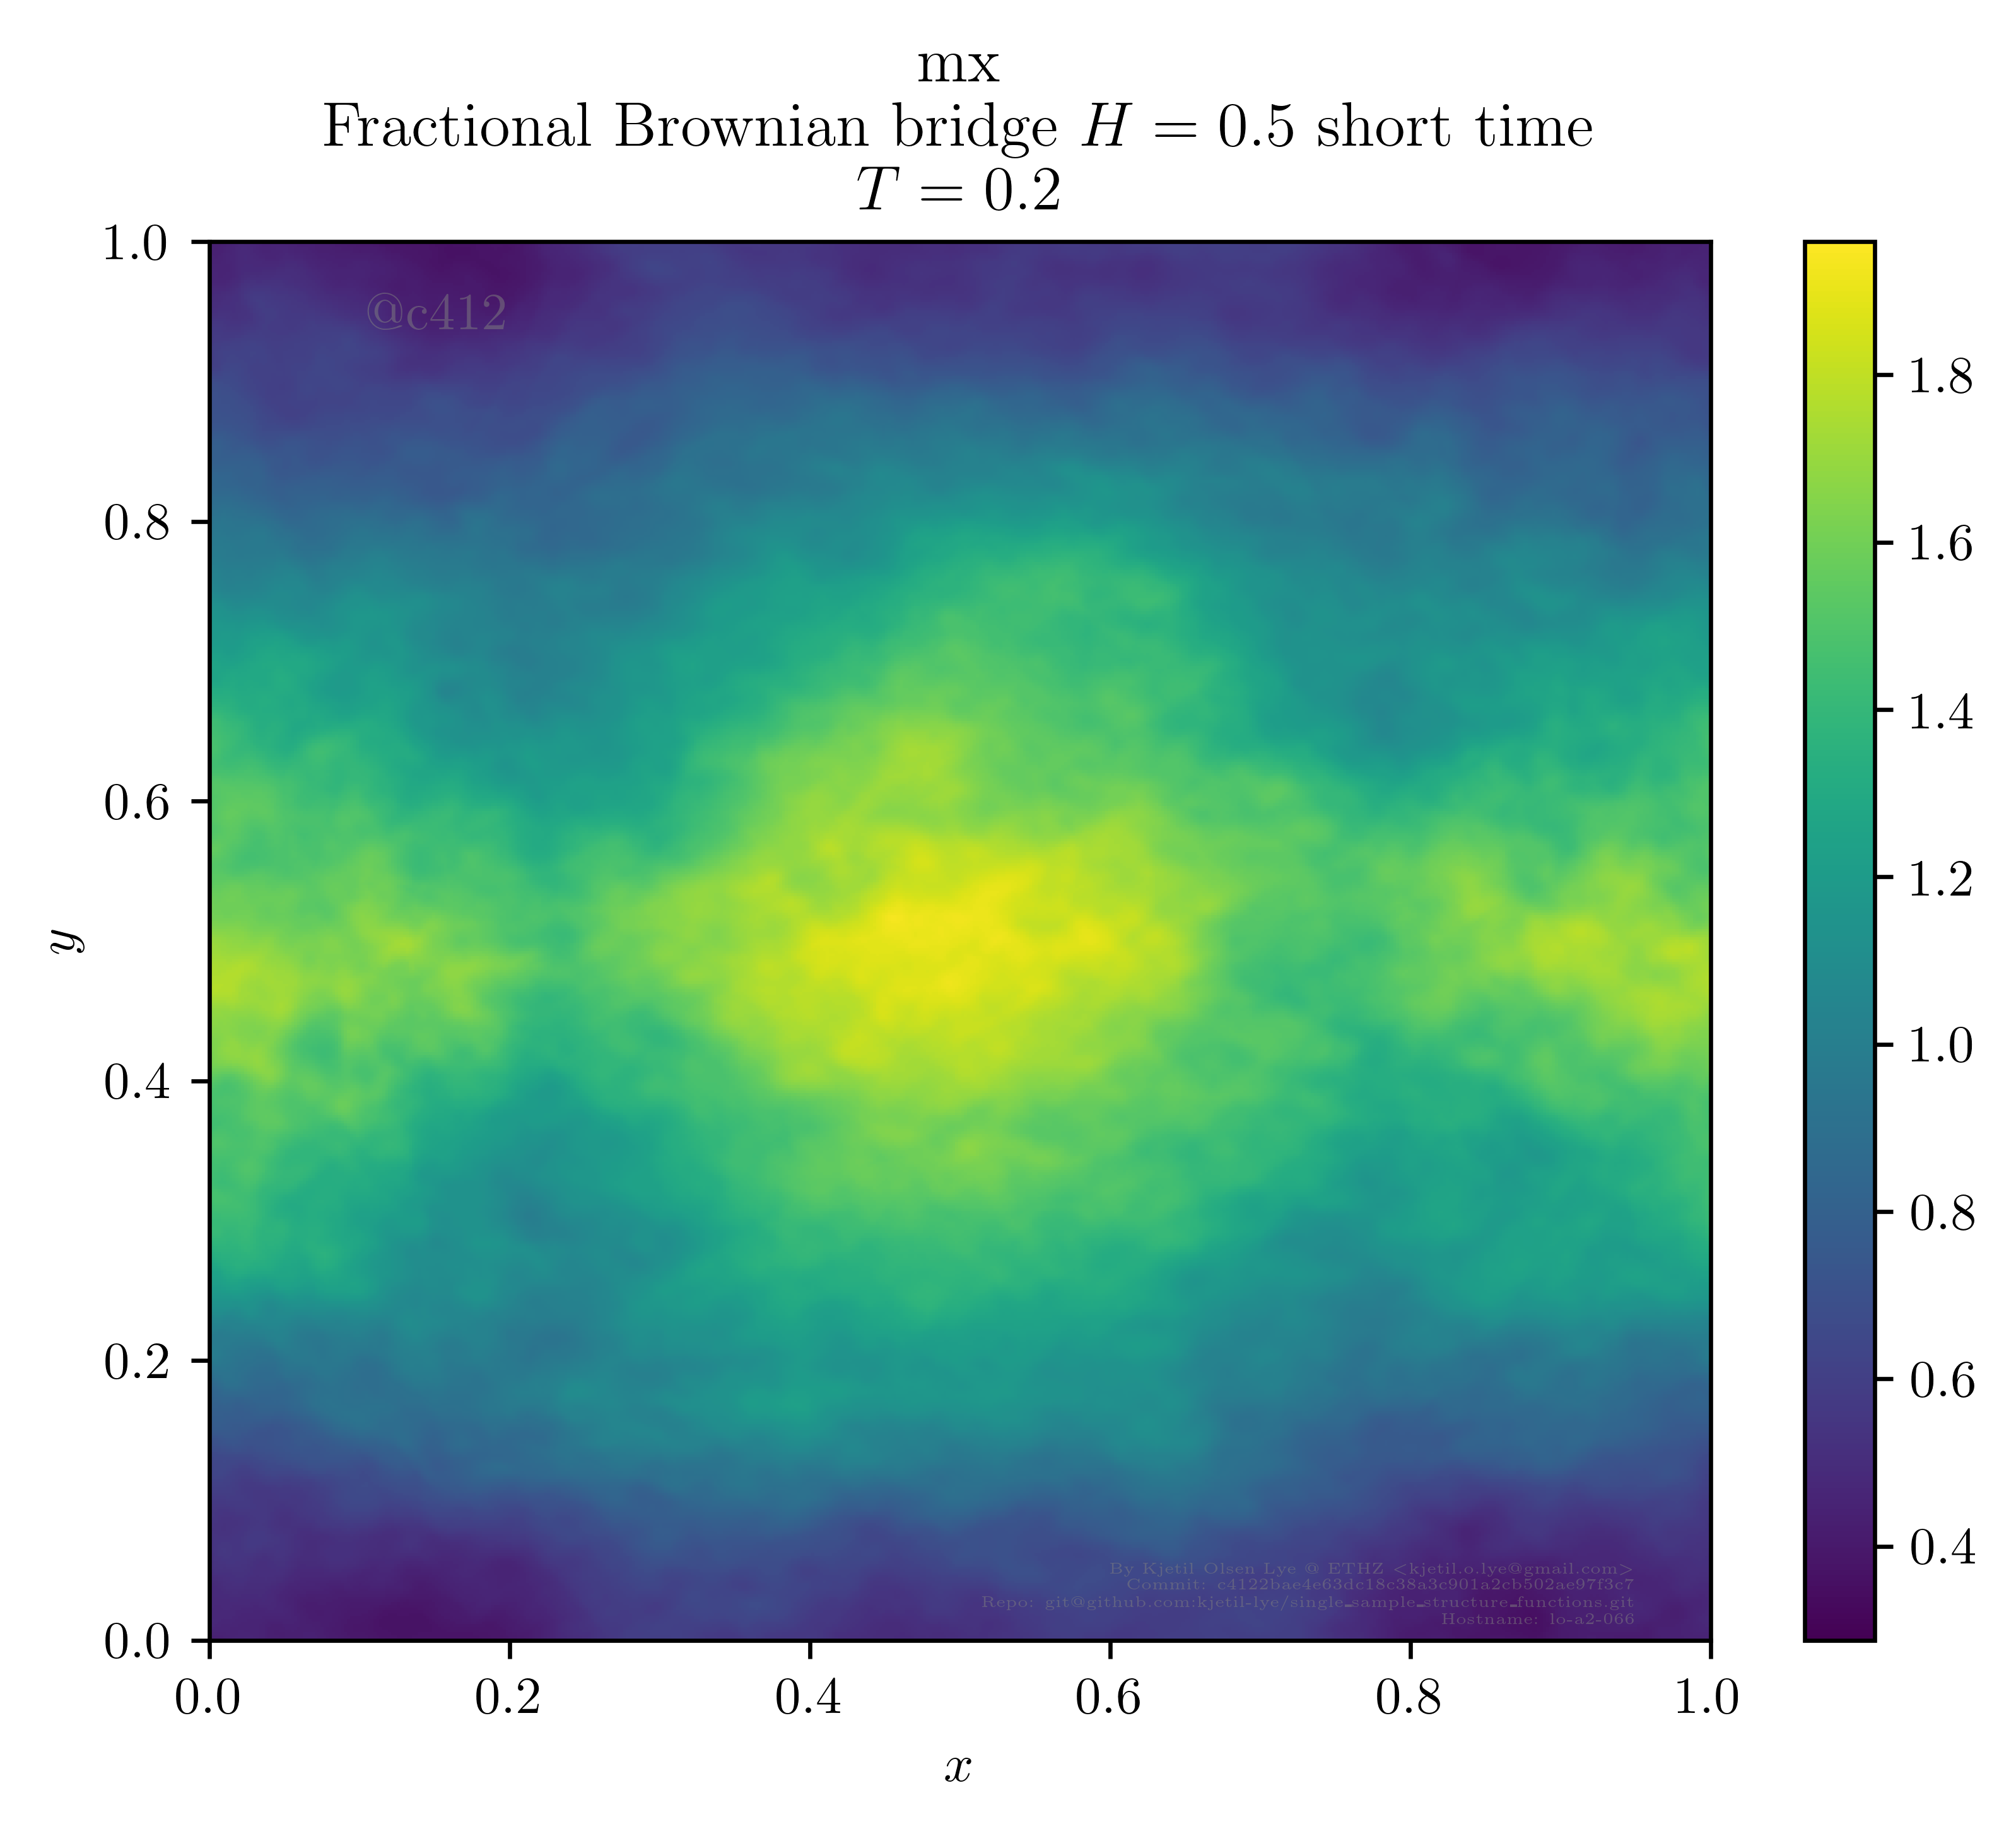 mx
Fractional Brownian bridge H = 0.5 short time
T = 0.2
1.0
0.8
0.6
0.4
0.2
0.0
y
0.0 0.2 0.4 0.6 0.8 1.0
x
1.8
1.6
1.4
1.2
1.0
0.8
0.6
0.4
@c412
By Kjetil Olsen Lye @ ETHZ <kjetil.o.lye@gmail.com>
Commit: c4122bae4e63dc18c38a3c901a2cb502ae97f3c7
Repo: git@github.com:kjetil-lye/single_sample_structure_functions.git
Hostname: lo-a2-066